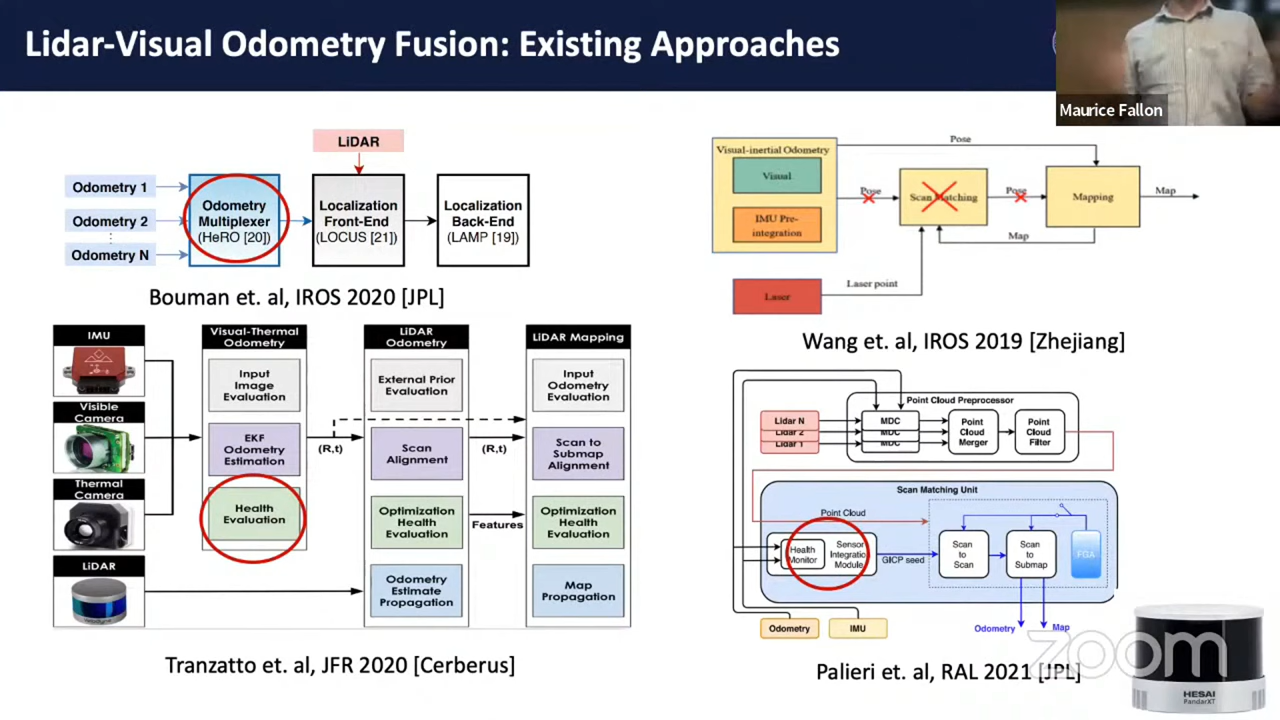 Lidar-Visual Odometry Fusion: Existing Approaches
Maurice Fallon
LiDAR
Odometry 1
Odometry 2
Odometry N
Odometry
Multiplexer
(HeRO [20])
Localization
Front-End
(LOCUS [21])
Localization
Back-End
(LAMP [19])
Bouman et. al, IROS 2020 [JPL]
Visual-inertial Odometry
Visual
IMU Pre-
integration
Laser
Pose
Pose
Scan Matching
Pose
Mapping
Map
Map
Laser point
Wang et. al, IROS 2019 [Zhejiang]
IMU
Visible
Camera
Thermal
Camera
LiDAR
Visual-Thermal
Odometry
Input
Image
Evaluation
EKF
Odometry
Estimation
Health
Evaluation
(R,t)
LiDAR
Odometry
External Prior
Evaluation
Scan
Alignment
Optimization
Health
Evaluation
Odometry
Estimate
Propagation
(R,t)
Features
LiDAR Mapping
Input
Odometry
Evaluation
Scan to
Submap
Alignment
Optimization
Health
Evaluation
Map
Propagation
Tranzatto et. al, JFR 2020 [Cerberus]
Point Cloud Preprocessor
Lidar N
Lidar 2
Lidar 1
MDC
MDC
MDC
Point
Cloud
Merger
Point
Cloud
Filter
Scan Matching Unit
Point Cloud
Health
Monitor
Sensor
Integratio
Module
GICP seed
Scan
to
Scan
Scan
to
Submap
FGA
Odometry
IMU
Odometry
Map
Palieri et. al, RAL 2021 [JPL]
zoom
HESAI
PandarXT